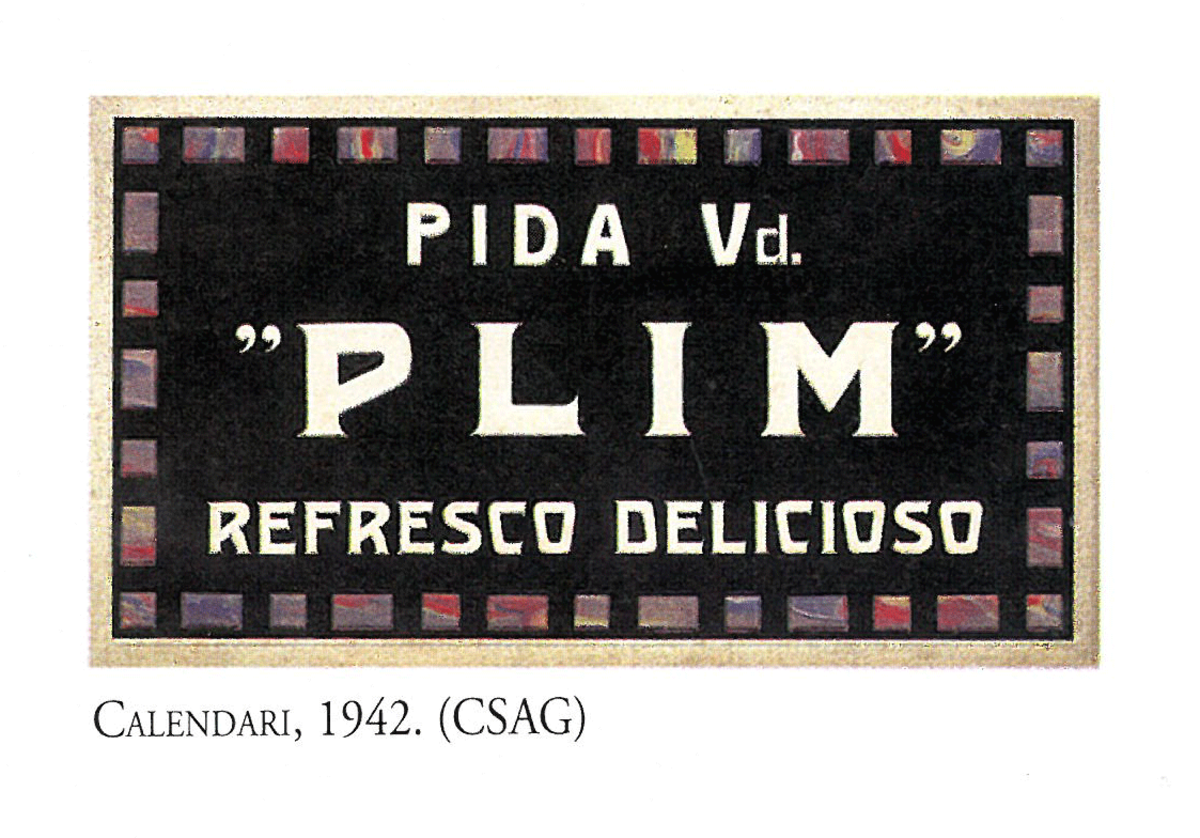 PIDA Vd.
”PLIM”
REFRESCO DELICIOSO
CALENDARI, 1942. (CSAG)